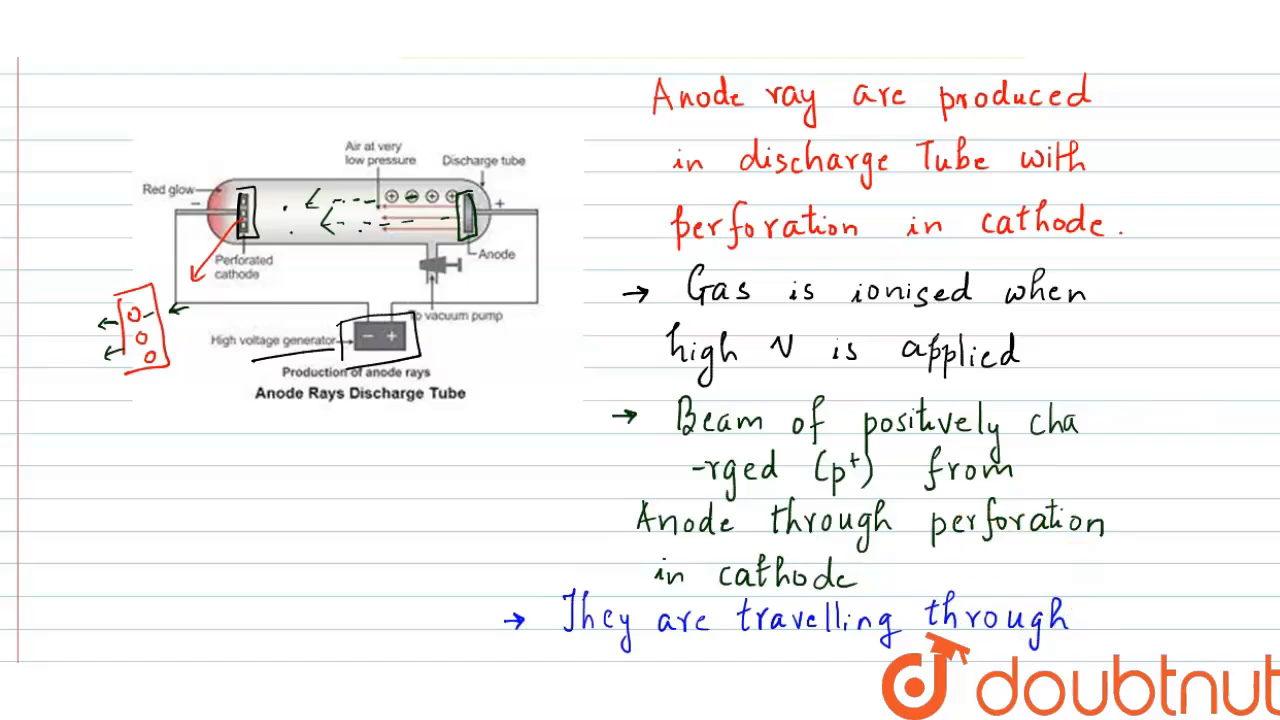 Anode ray are produced
in discharge Tube with
perforation in cathode.
→ Gas is ionised when
high V is applied
→ Beam of positively cha
-rged (p+) from
Anode through perforation
in cathode
→ They are travelling through
Air at very
low pressure
Discharge tube
Red glow
−
+
Perforated
cathode
Anode
To vacuum pump
High voltage generator
− +
Production of anode rays
Anode Rays Discharge Tube
doubtnut